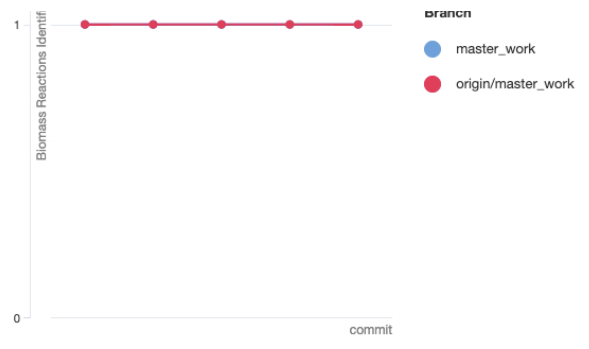 Branch
1
Biomass Reactions Identifi
master_work
origin/master_work
0
commit